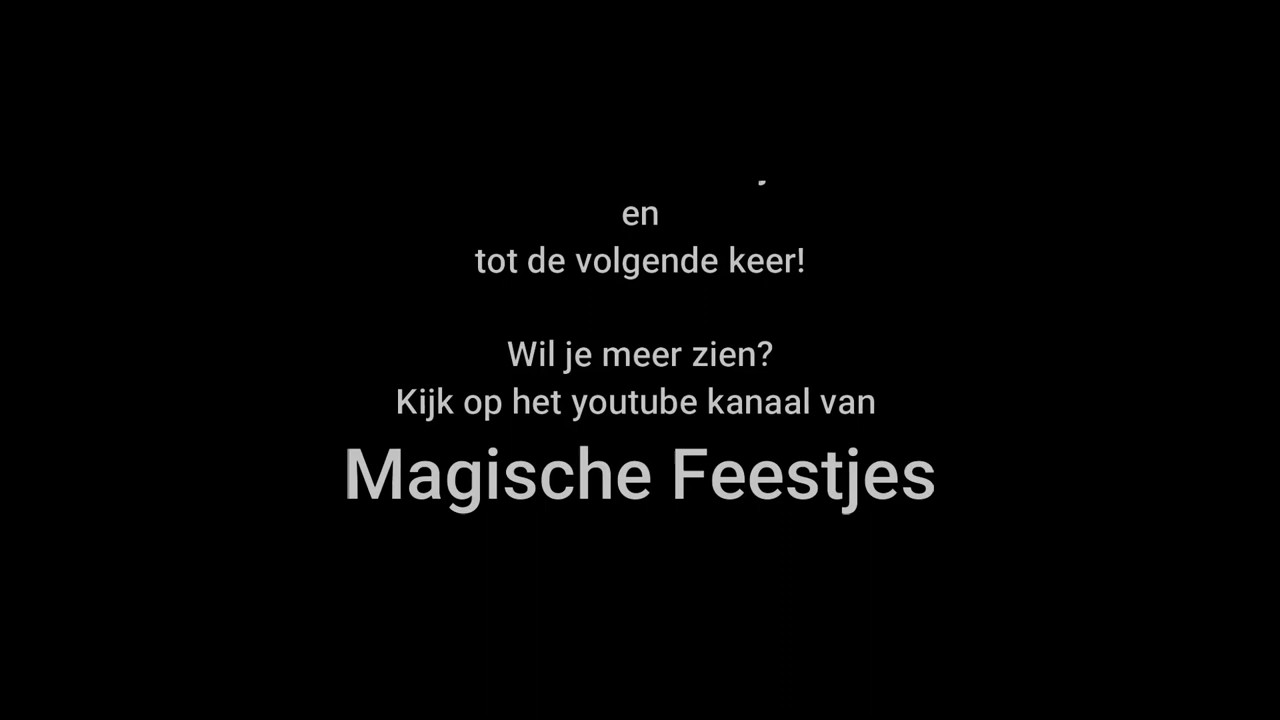 en
tot de volgende keer!
Wil je meer zien?
Kijk op het youtube kanaal van
Magische Feestjes